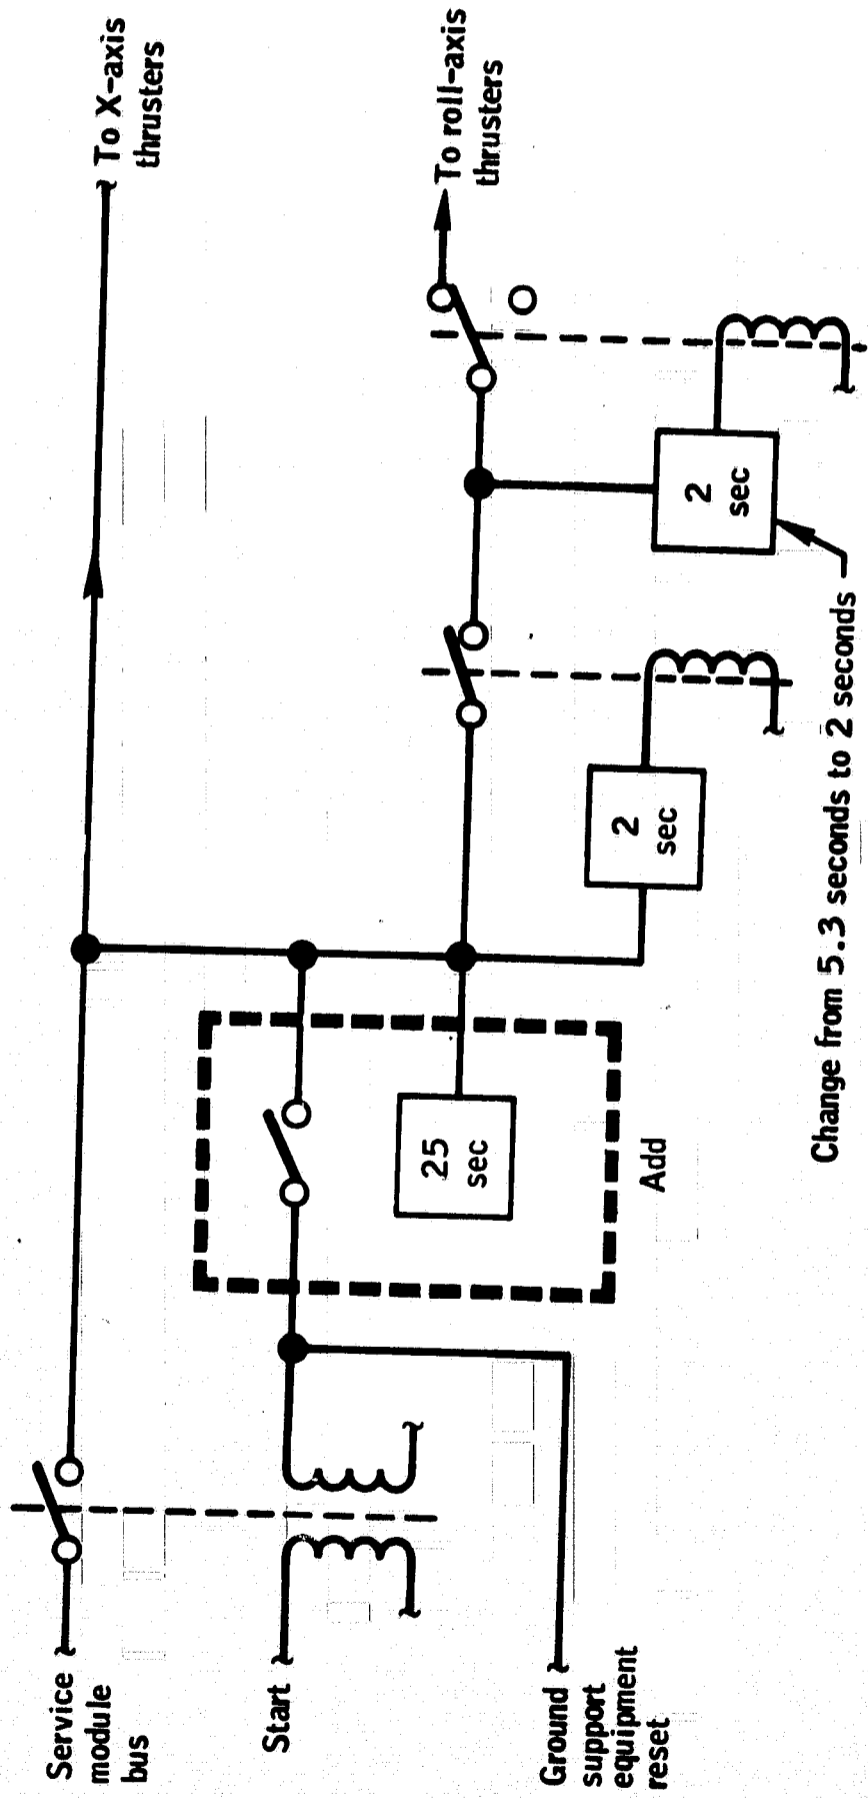 Service
module
bus
Start
Ground
support
equipment
reset
25
sec
Add
2
sec
2
sec
Change from 5.3 seconds to 2 seconds
To X-axis
thrusters
To roll-axis
thrusters